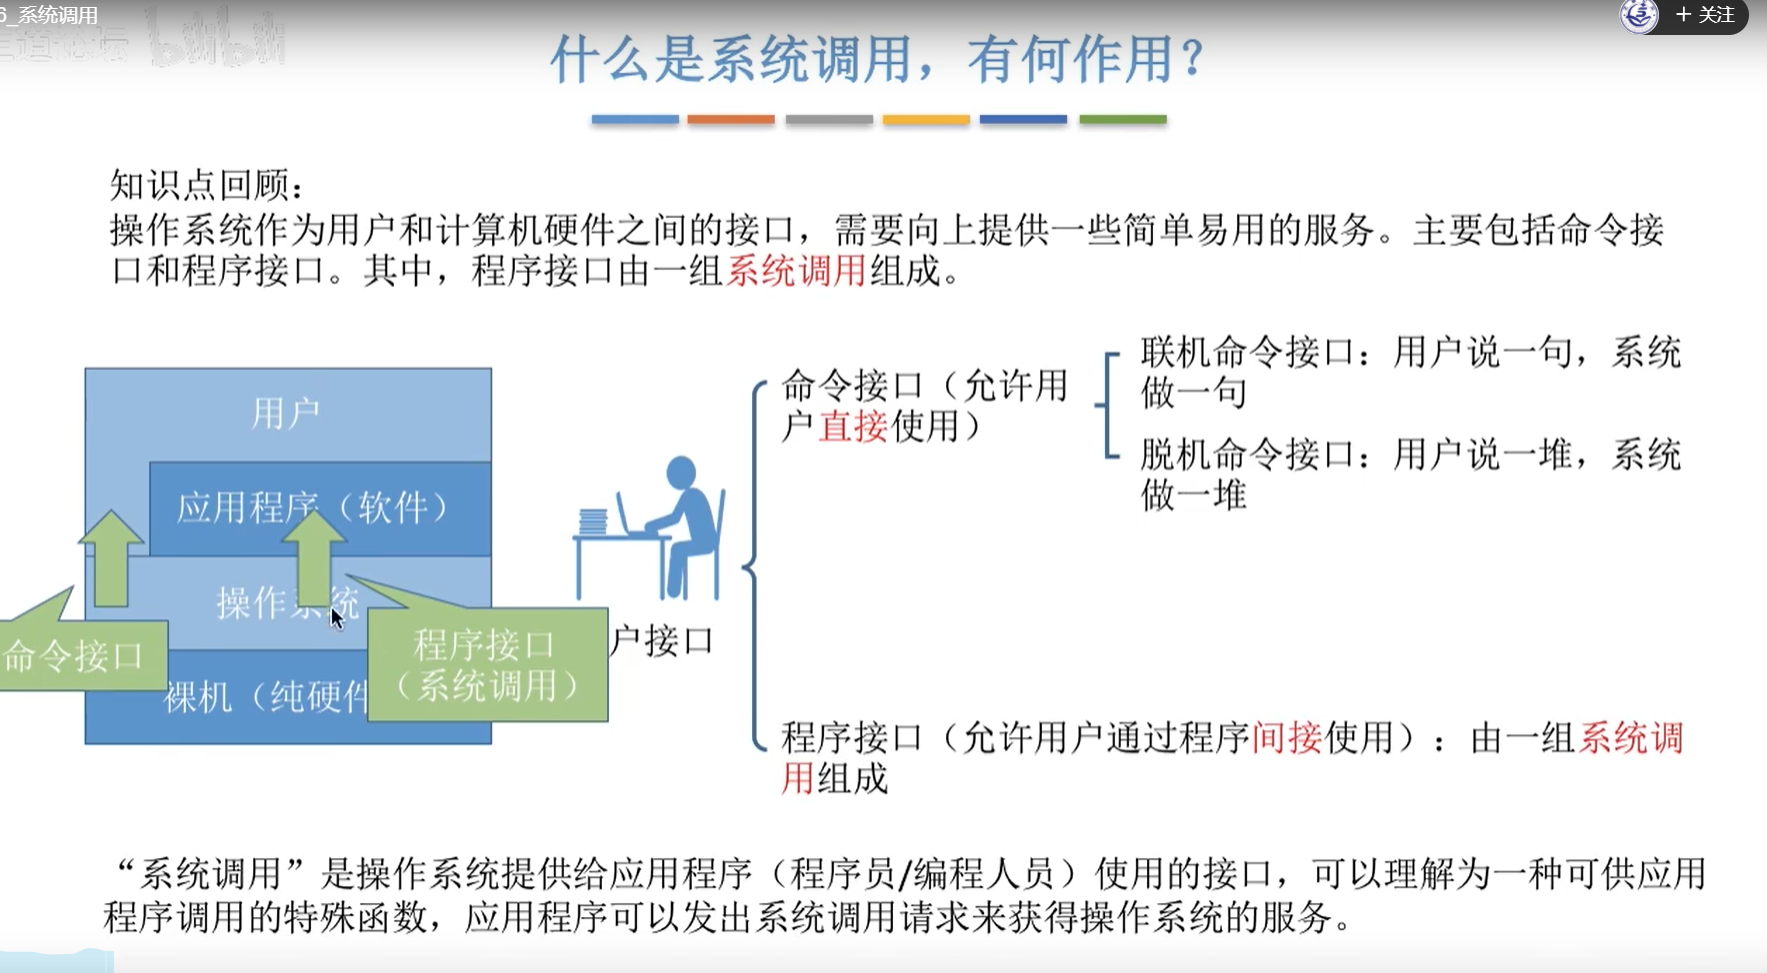 6_系统调用
王道论坛 bilibili
+ 关注
什么是系统调用，有何作用？
知识点回顾：
操作系统作为用户和计算机硬件之间的接口，需要向上提供一些简单易用的服务。主要包括命令接
口和程序接口。其中，程序接口由一组系统调用组成。
用户
应用程序（软件）
操作系统
裸机（纯硬件
命令接口
程序接口
（系统调用）
户接口
命令接口（允许用
户直接使用）
联机命令接口：用户说一句，系统
做一句
脱机命令接口：用户说一堆，系统
做一堆
程序接口（允许用户通过程序间接使用）：由一组系统调
用组成
“系统调用”是操作系统提供给应用程序（程序员/编程人员）使用的接口，可以理解为一种可供应用
程序调用的特殊函数，应用程序可以发出系统调用请求来获得操作系统的服务。